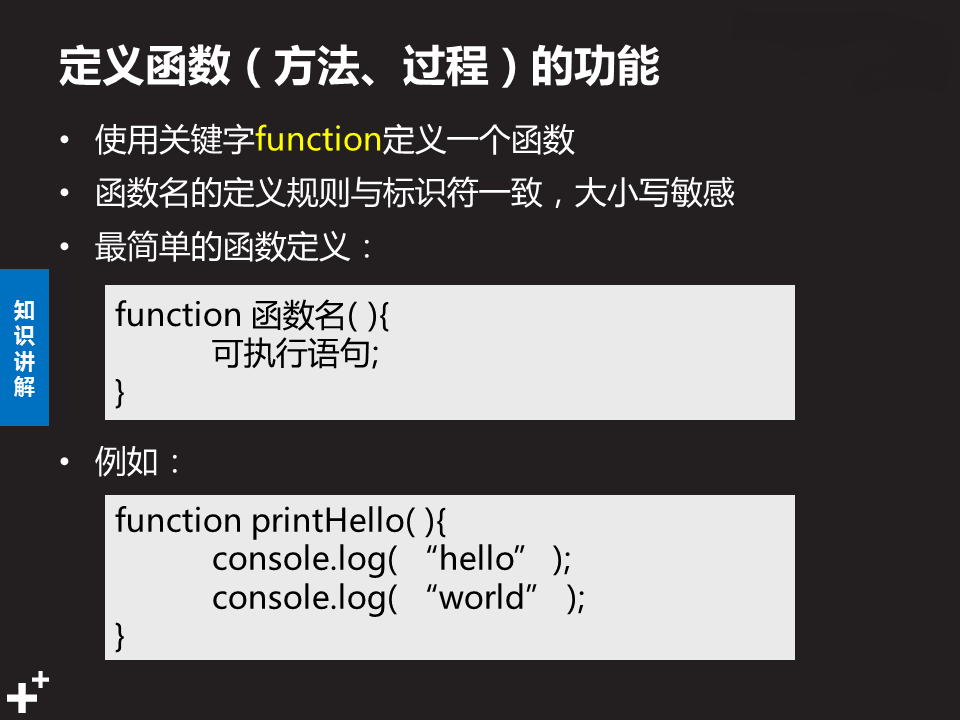 定义函数（方法、过程）的功能
• 使用关键字function定义一个函数
• 函数名的定义规则与标识符一致，大小写敏感
• 最简单的函数定义：
function 函数名( ){
可执行语句;
}
知识讲解
• 例如：
function printHello( ){
console.log( “hello” );
console.log( “world” );
}